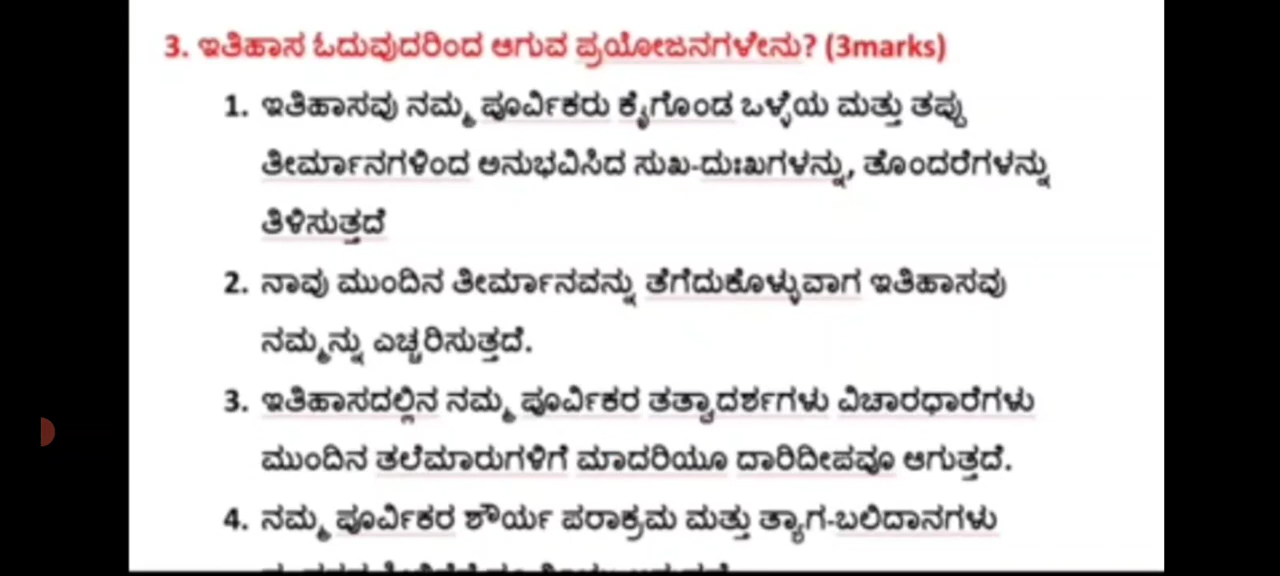 3. ಇತಿಹಾಸ ಓದುವುದರಿಂದ ಆಗುವ ಪ್ರಯೋಜನಗಳೇನು? (3marks)
1. ಇತಿಹಾಸವು ನಮ್ಮ ಪೂರ್ವಿಕರು ಕೈಗೊಂಡ ಒಳ್ಳೆಯ ಮತ್ತು ತಪ್ಪು
ತೀರ್ಮಾನಗಳಿಂದ ಅನುಭವಿಸಿದ ಸುಖ-ದುಃಖಗಳನ್ನು, ತೊಂದರೆಗಳನ್ನು
ತಿಳಿಸುತ್ತದೆ
2. ನಾವು ಮುಂದಿನ ತೀರ್ಮಾನವನ್ನು ತೆಗೆದುಕೊಳ್ಳುವಾಗ ಇತಿಹಾಸವು
ನಮ್ಮನ್ನು ಎಚ್ಚರಿಸುತ್ತದೆ.
3. ಇತಿಹಾಸದಲ್ಲಿನ ನಮ್ಮ ಪೂರ್ವಿಕರ ತತ್ವಾದರ್ಶಗಳು ವಿಚಾರಧಾರೆಗಳು
ಮುಂದಿನ ತಲೆಮಾರುಗಳಿಗೆ ಮಾದರಿಯೂ ದಾರಿದೀಪವೂ ಆಗುತ್ತದೆ.
4. ನಮ್ಮ ಪೂರ್ವಿಕರ ಶೌರ್ಯ ಪರಾಕ್ರಮ ಮತ್ತು ತ್ಯಾಗ-ಬಲಿದಾನಗಳು